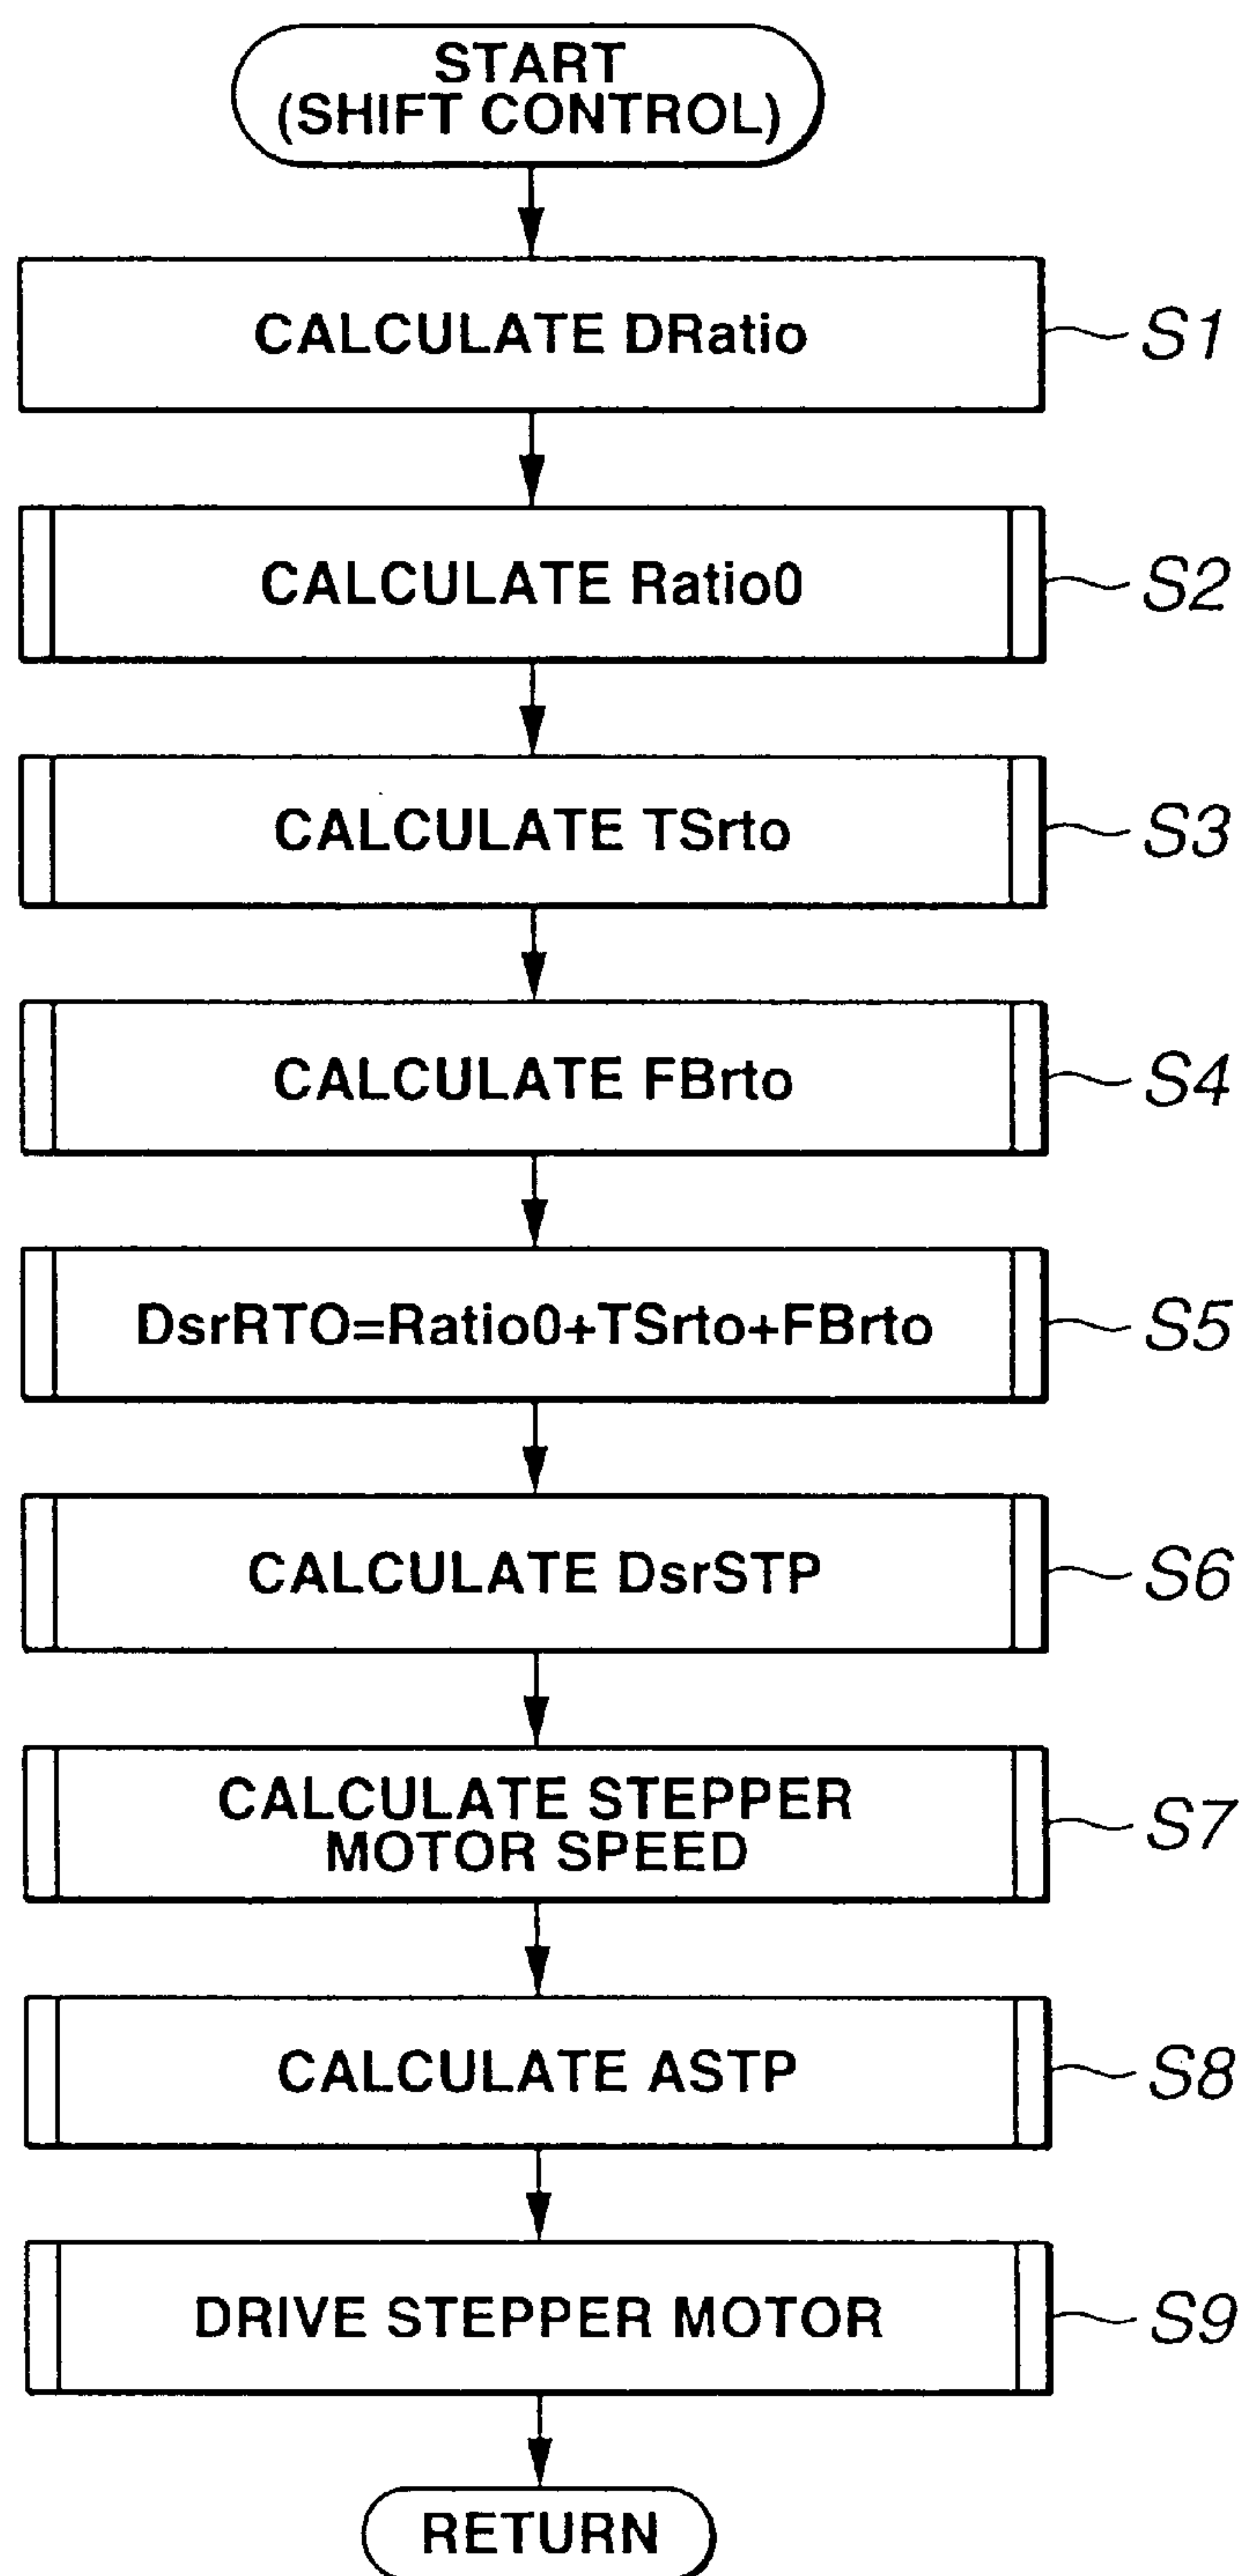 START
(SHIFT CONTROL)
CALCULATE DRatio
S1
CALCULATE Ratio0
S2
CALCULATE TSrto
S3
CALCULATE FBrto
S4
DsrRTO=Ratio0+TSrto+FBrto
S5
CALCULATE DsrSTP
S6
CALCULATE STEPPER
MOTOR SPEED
S7
CALCULATE ASTP
S8
DRIVE STEPPER MOTOR
S9
RETURN